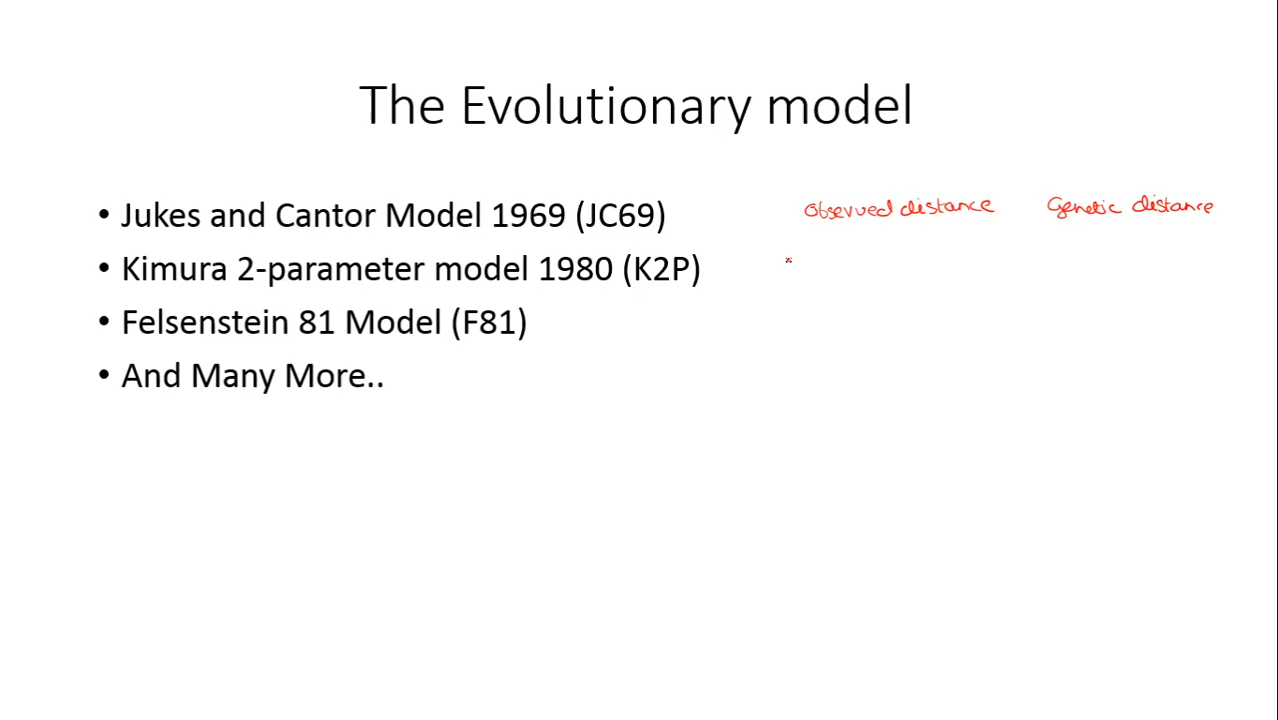 The Evolutionary model
• Jukes and Cantor Model 1969 (JC69)
Observued distance
Genetic distance
• Kimura 2-parameter model 1980 (K2P)
• Felsenstein 81 Model (F81)
• And Many More..